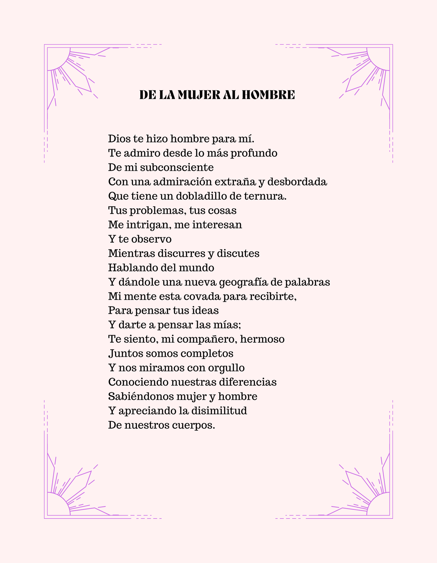 DE LA MUJER AL HOMBRE
Dios te hizo hombre para mí.
Te admiro desde lo más profundo
De mi subconsciente
Con una admiración extraña y desbordada
Que tiene un dobladillo de ternura.
Tus problemas, tus cosas
Me intrigan, me interesan
Y te observo
Mientras discurres y discutes
Hablando del mundo
Y dándole una nueva geografía de palabras
Mi mente esta covada para recibirte,
Para pensar tus ideas
Y darte a pensar las mías;
Te siento, mi compañero, hermoso
Juntos somos completos
Y nos miramos con orgullo
Conociendo nuestras diferencias
Sabiéndonos mujer y hombre
Y apreciando la disimilitud
De nuestros cuerpos.